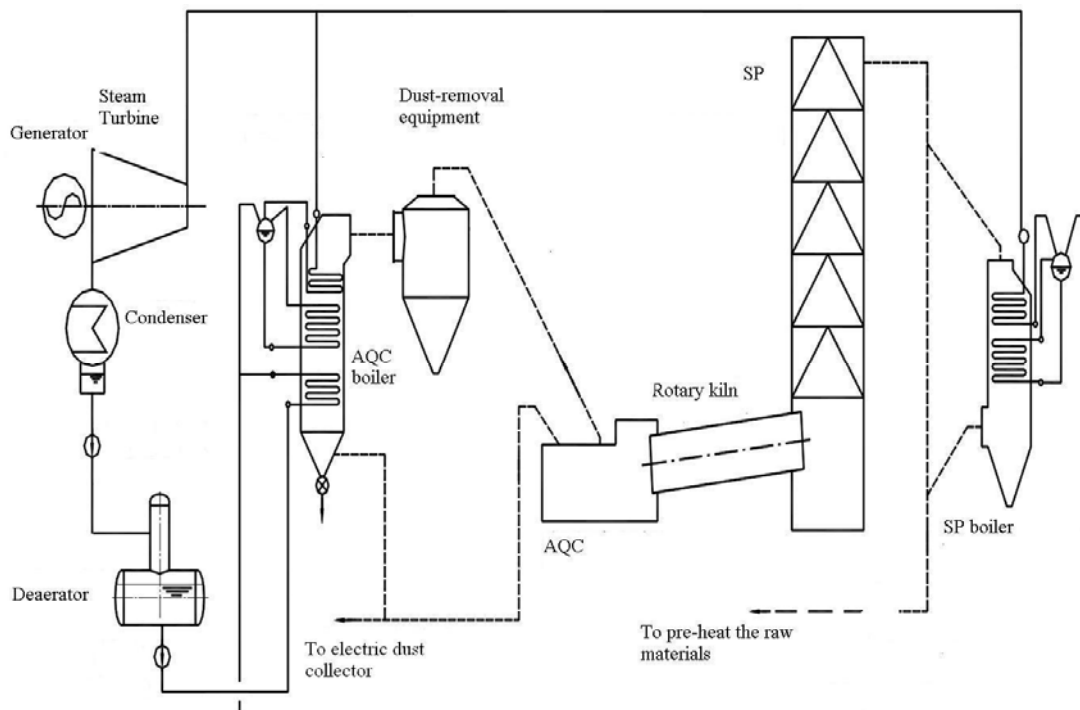 SP
Steam
Turbine
Dust-removal
equipment
Generator
Condenser
AQC
boiler
Rotary kiln
SP boiler
AQC
Deaerator
To electric dust
collector
To pre-heat the raw
materials